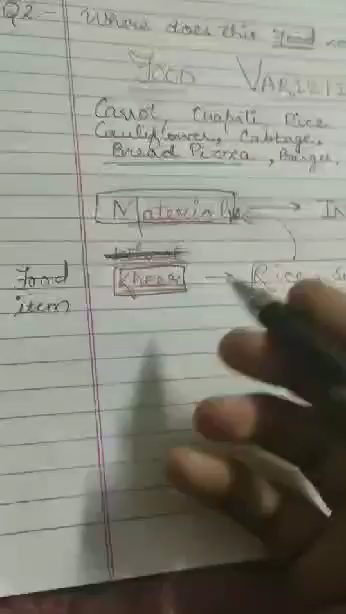 Q2- Where does this food
FOOD VARIETI
Carrot, Chapati Rice
Cauliflower, Cabbage,
Bread Pizza, Burger
Materials → In
Food Kheer → Rice
item